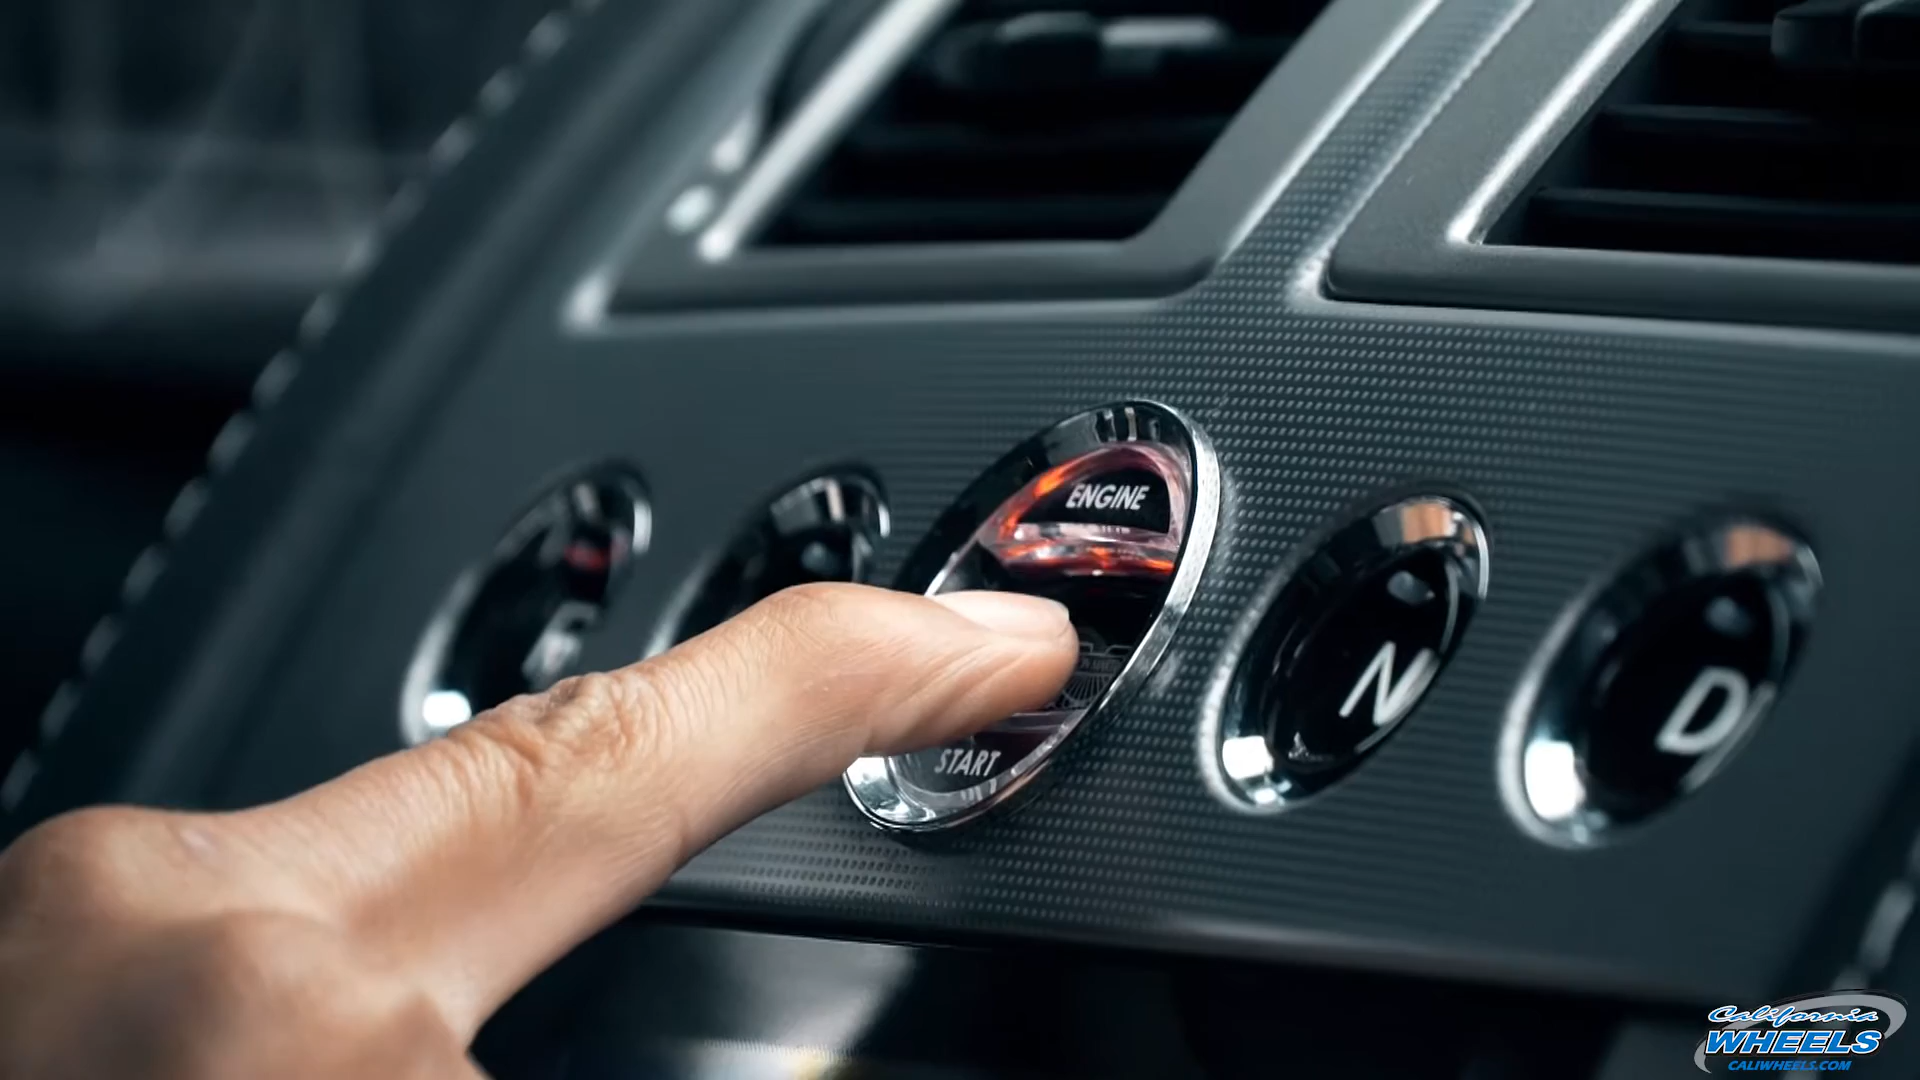 ENGINE
START
N
D
California
WHEELS
CALIWHEELS.COM